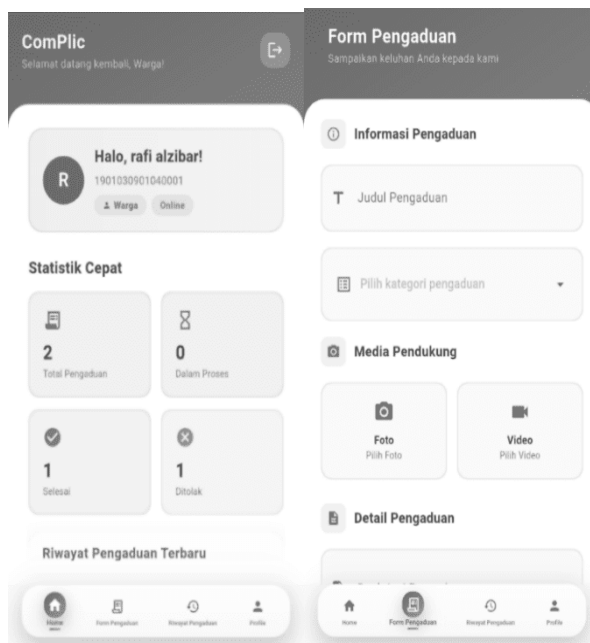 ComPlic
Selamat datang kembali, Warga!
Halo, rafi alzibar!
1901030901040001
Warga
Online
Statistik Cepat
2
Total Pengaduan
0
Dalam Proses
1
Selesai
1
Ditolak
Riwayat Pengaduan Terbaru
Home
Form Pengaduan
Riwayat Pengaduan
Profile
Form Pengaduan
Sampaikan keluhan Anda kepada kami
Informasi Pengaduan
Judul Pengaduan
Pilih kategori pengaduan
Media Pendukung
Foto
Pilih Foto
Video
Pilih Video
Detail Pengaduan
Home
Form Pengaduan
Riwayat Pengaduan
Profile